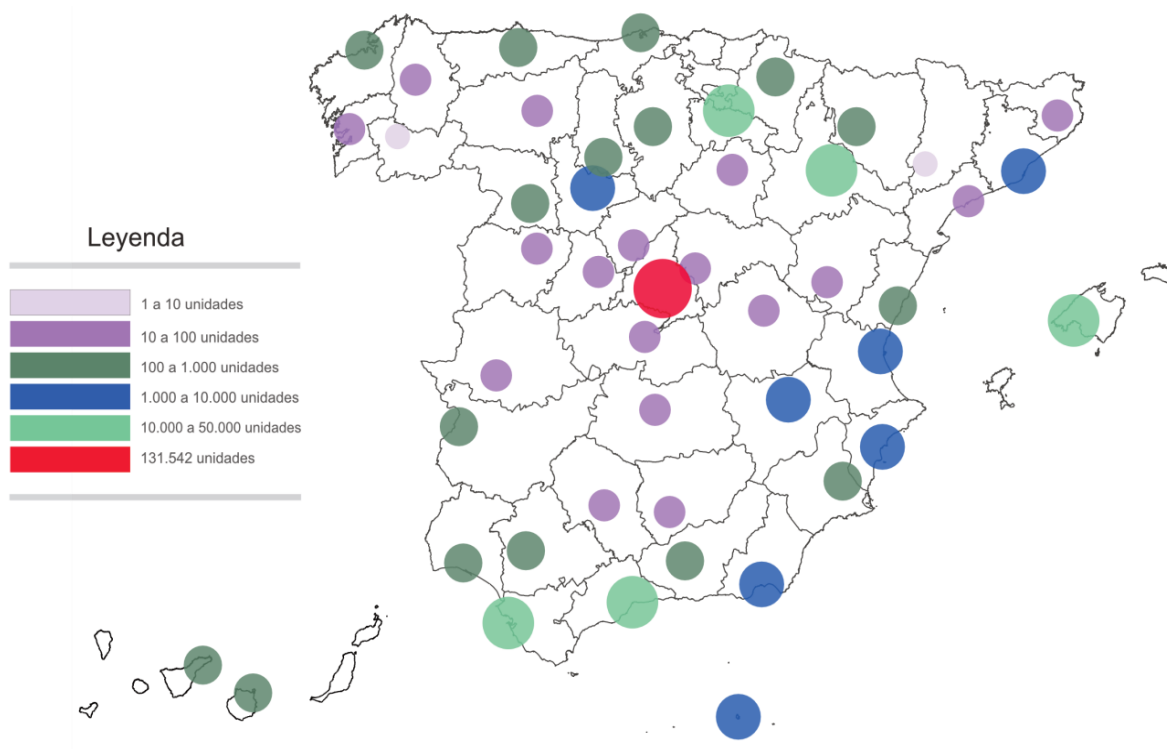 Leyenda
1 a 10 unidades
10 a 100 unidades
100 a 1.000 unidades
1.000 a 10.000 unidades
10.000 a 50.000 unidades
131.542 unidades